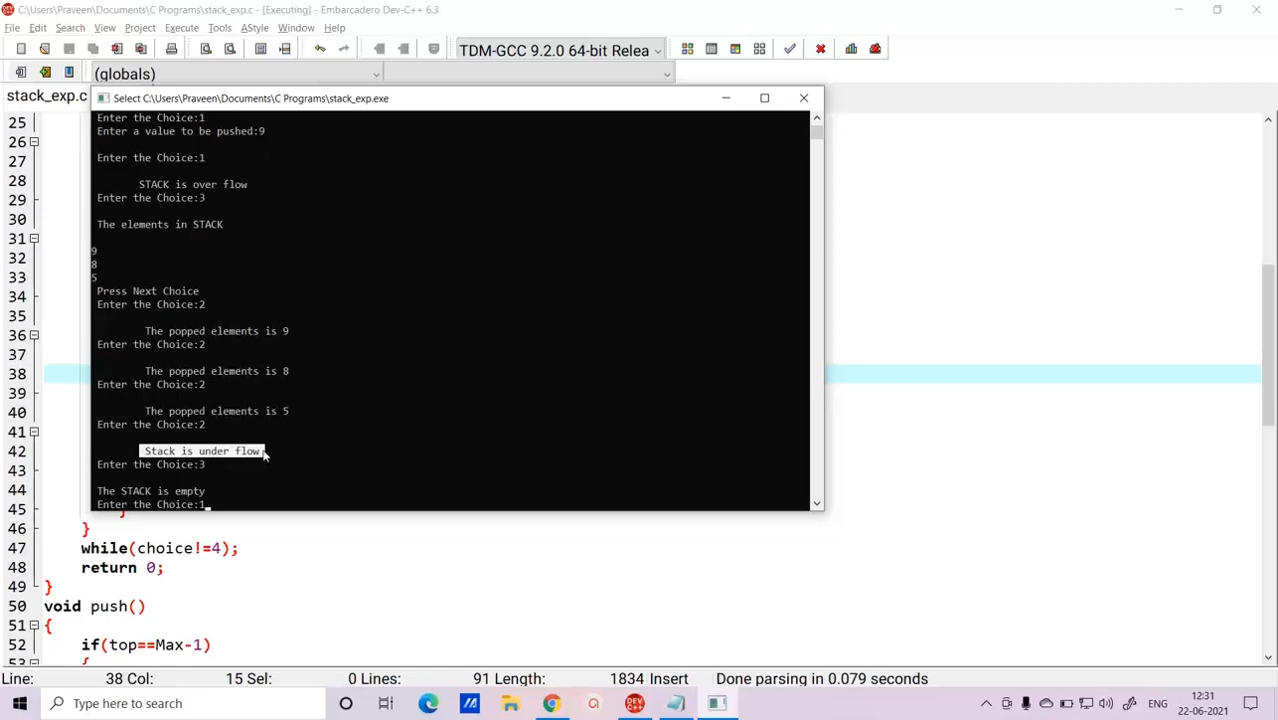 C:\Users\Praveen\Documents\C Programs\stack_exp.c - [Executing] - Embarcadero Dev-C++ 6.3
File Edit Search View Project Execute Tools AStyle Window Help
TDM-GCC 9.2.0 64-bit Relea
(globals)
stack_exp.c
Select C:\Users\Praveen\Documents\C Programs\stack_exp.exe
Enter the Choice:1
Enter a value to be pushed:9
Enter the Choice:1
STACK is over flow
Enter the Choice:3
The elements in STACK
9
8
5
Press Next Choice
Enter the Choice:2
The popped elements is 9
Enter the Choice:2
The popped elements is 8
Enter the Choice:2
The popped elements is 5
Enter the Choice:2
Stack is under flow
Enter the Choice:3
The STACK is empty
Enter the Choice:1
25
26
27
28
29
30
31
32
33
34
35
36
37
38
39
40
41
42
43
44
45 }
46 }
47 while(choice!=4);
48 return 0;
49 }
50 void push()
51 {
52 if(top==Max-1)
53 {
Line: 38 Col: 15 Sel: 0 Lines: 91 Length: 1834 Insert Done parsing in 0.079 seconds
Type here to search
ENG
12:31
22-06-2021